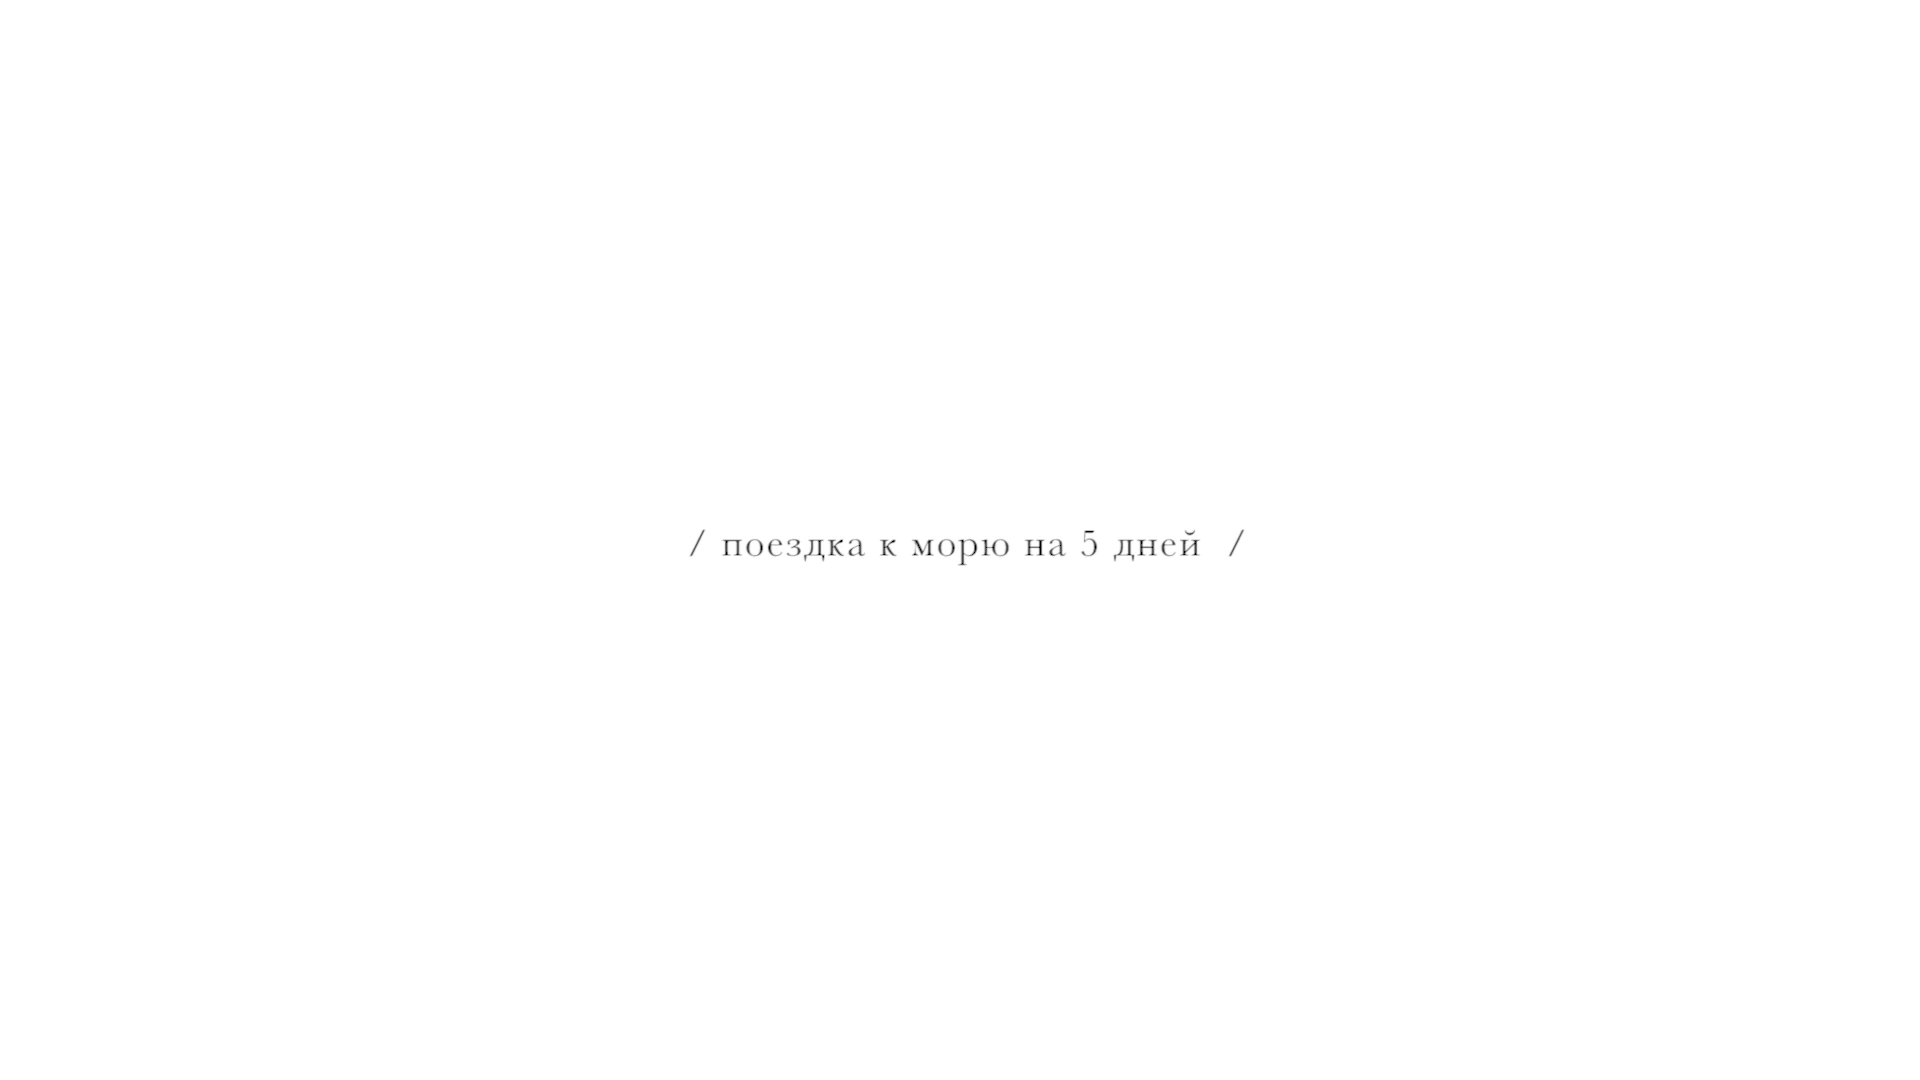 / поездка к морю на 5 дней /